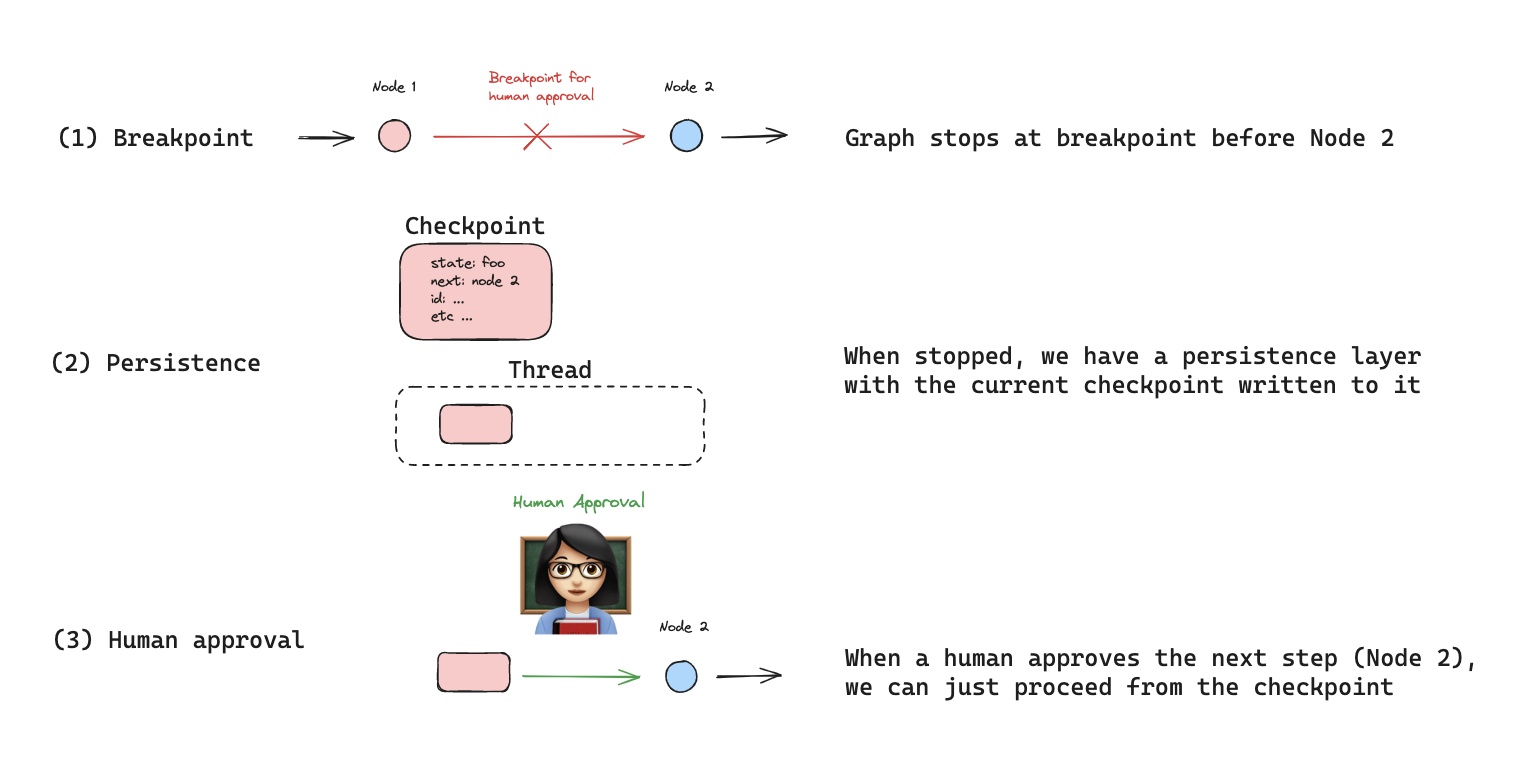 Node 1
Breakpoint for
human approval
Node 2
(1) Breakpoint
Graph stops at breakpoint before Node 2
Checkpoint
state: foo
next: node 2
id: ...
etc ...
(2) Persistence
When stopped, we have a persistence layer
with the current checkpoint written to it
Thread
Human Approval
(3) Human approval
Node 2
When a human approves the next step (Node 2),
we can just proceed from the checkpoint